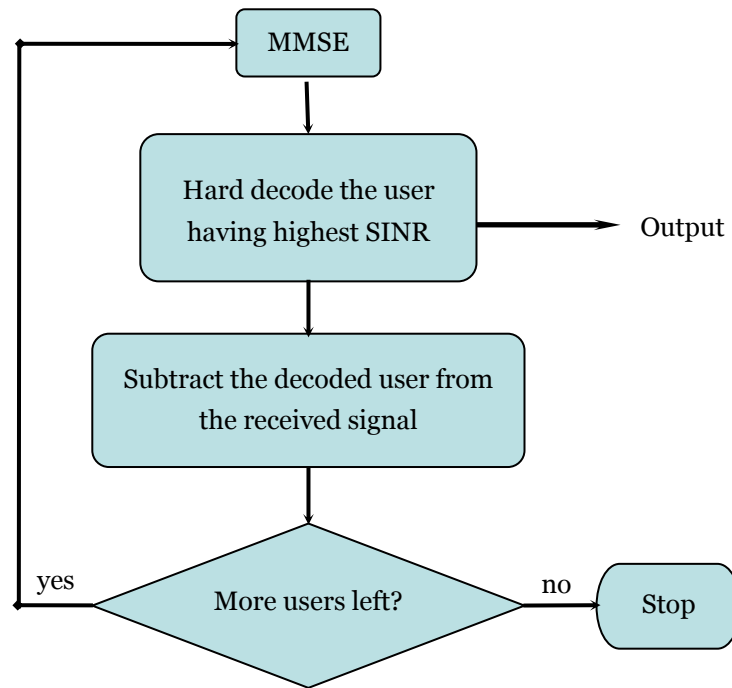 MMSE
Hard decode the user
having highest SINR
Output
Subtract the decoded user from
the received signal
yes
More users left?
no
Stop